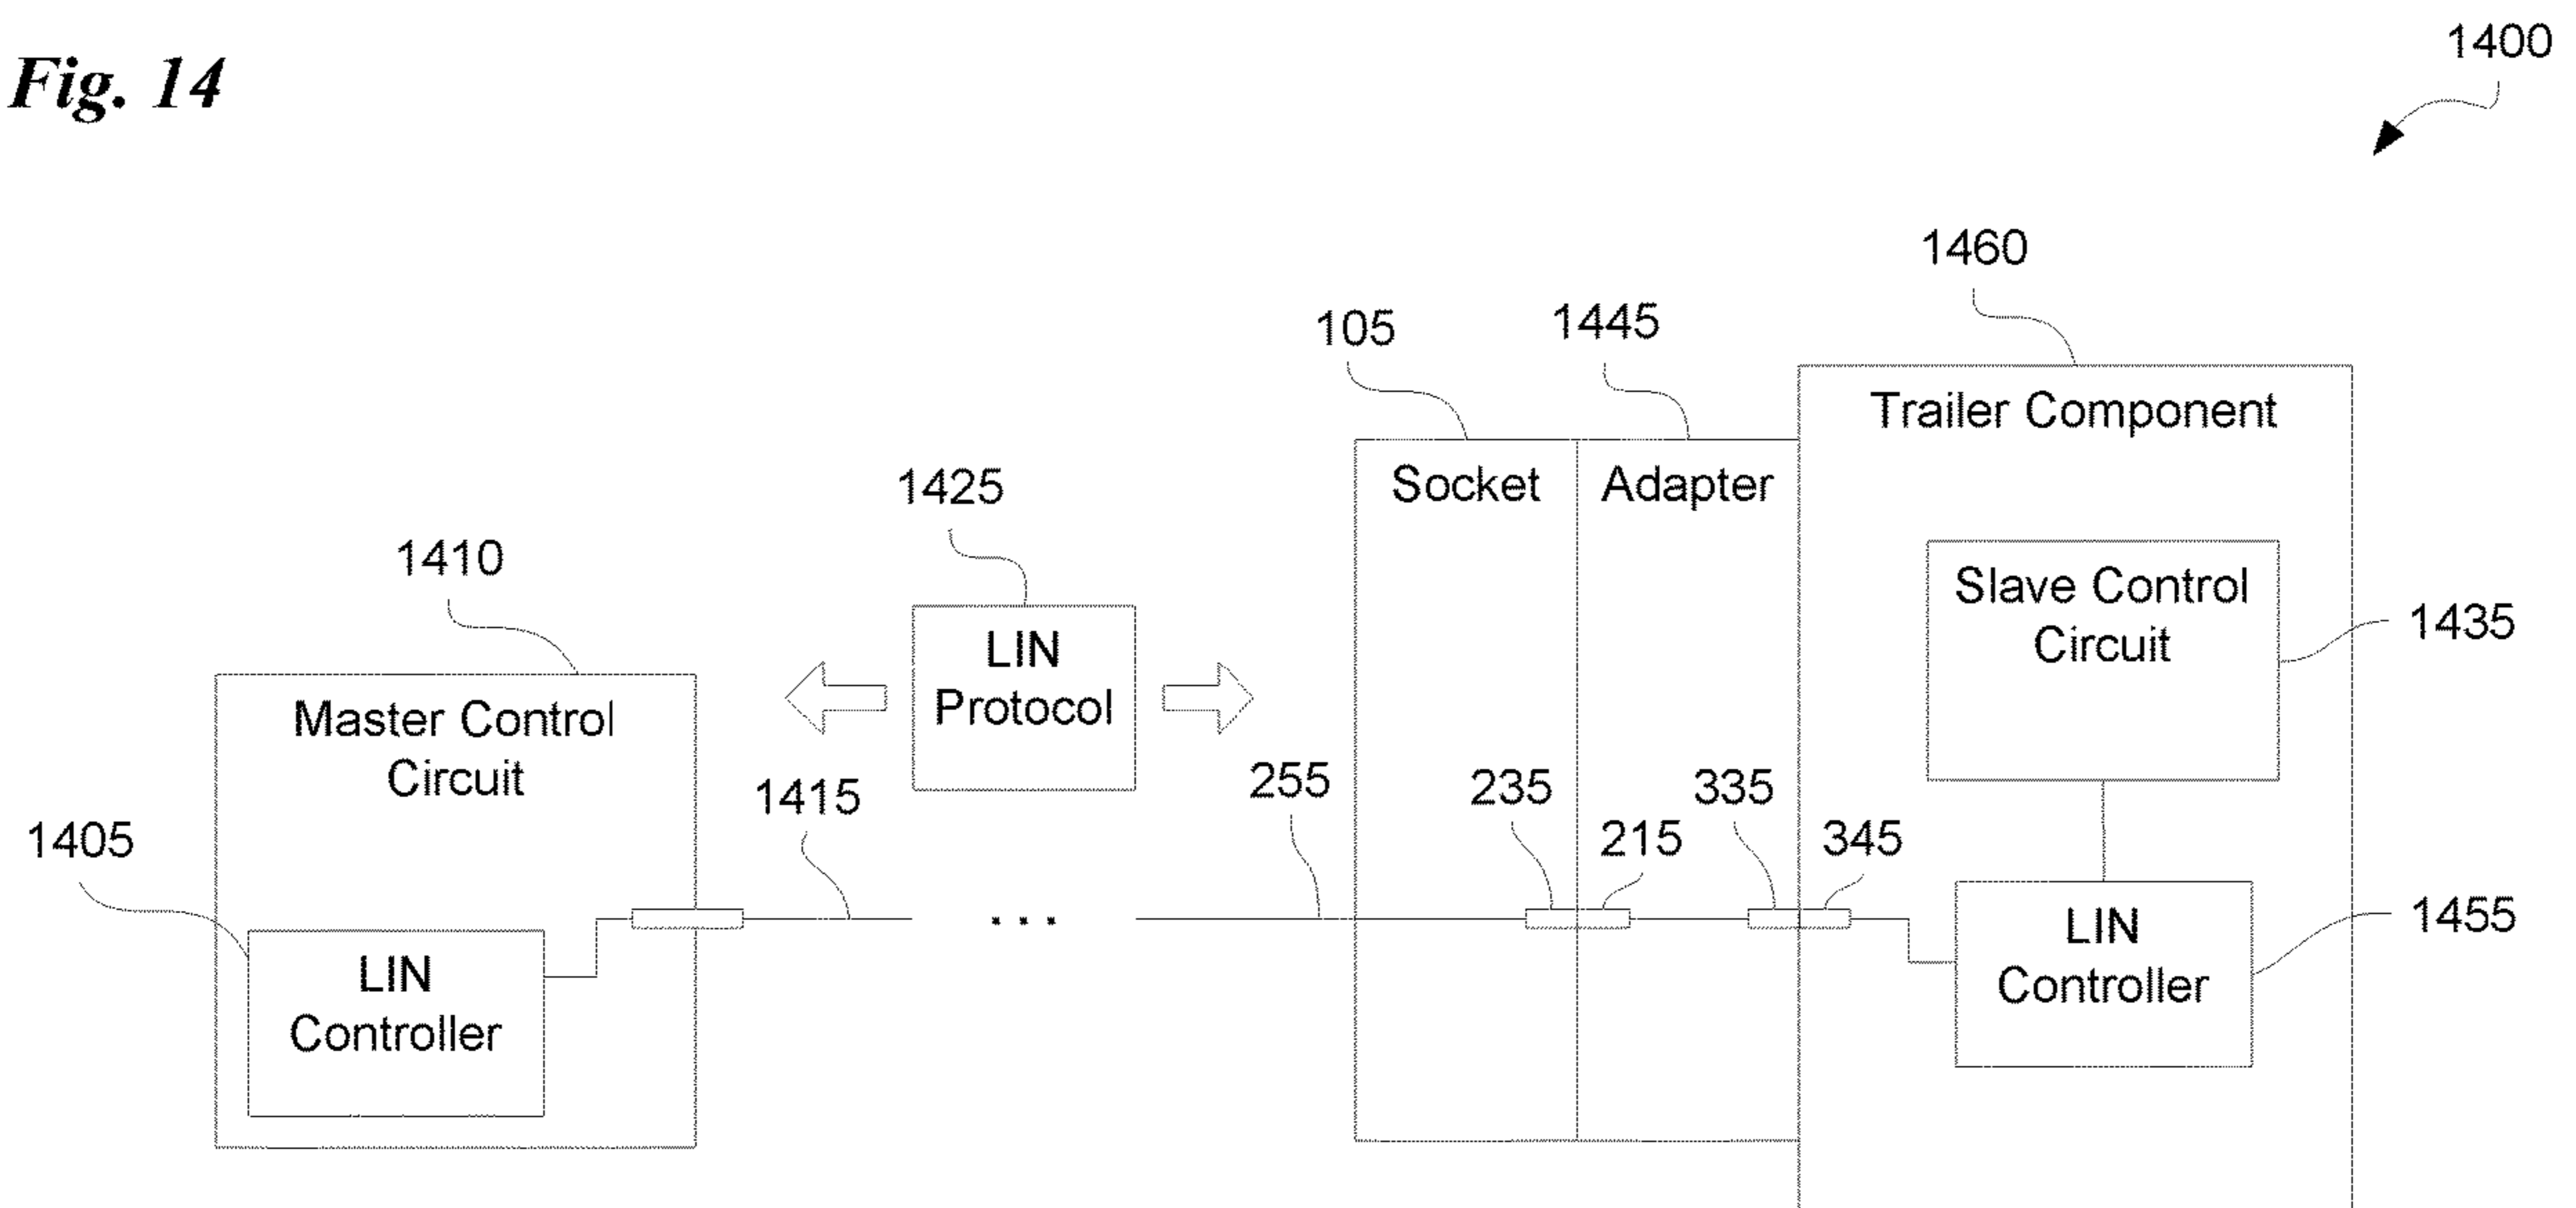 Fig. 14
1400
1460
105
1445
Trailer Component
1425
Socket
Adapter
1410
Slave Control
Circuit
1435
LIN
Protocol
Master Control
Circuit
1415
255
235
335
1405
215
345
LIN
Controller
1455
...
LIN
Controller